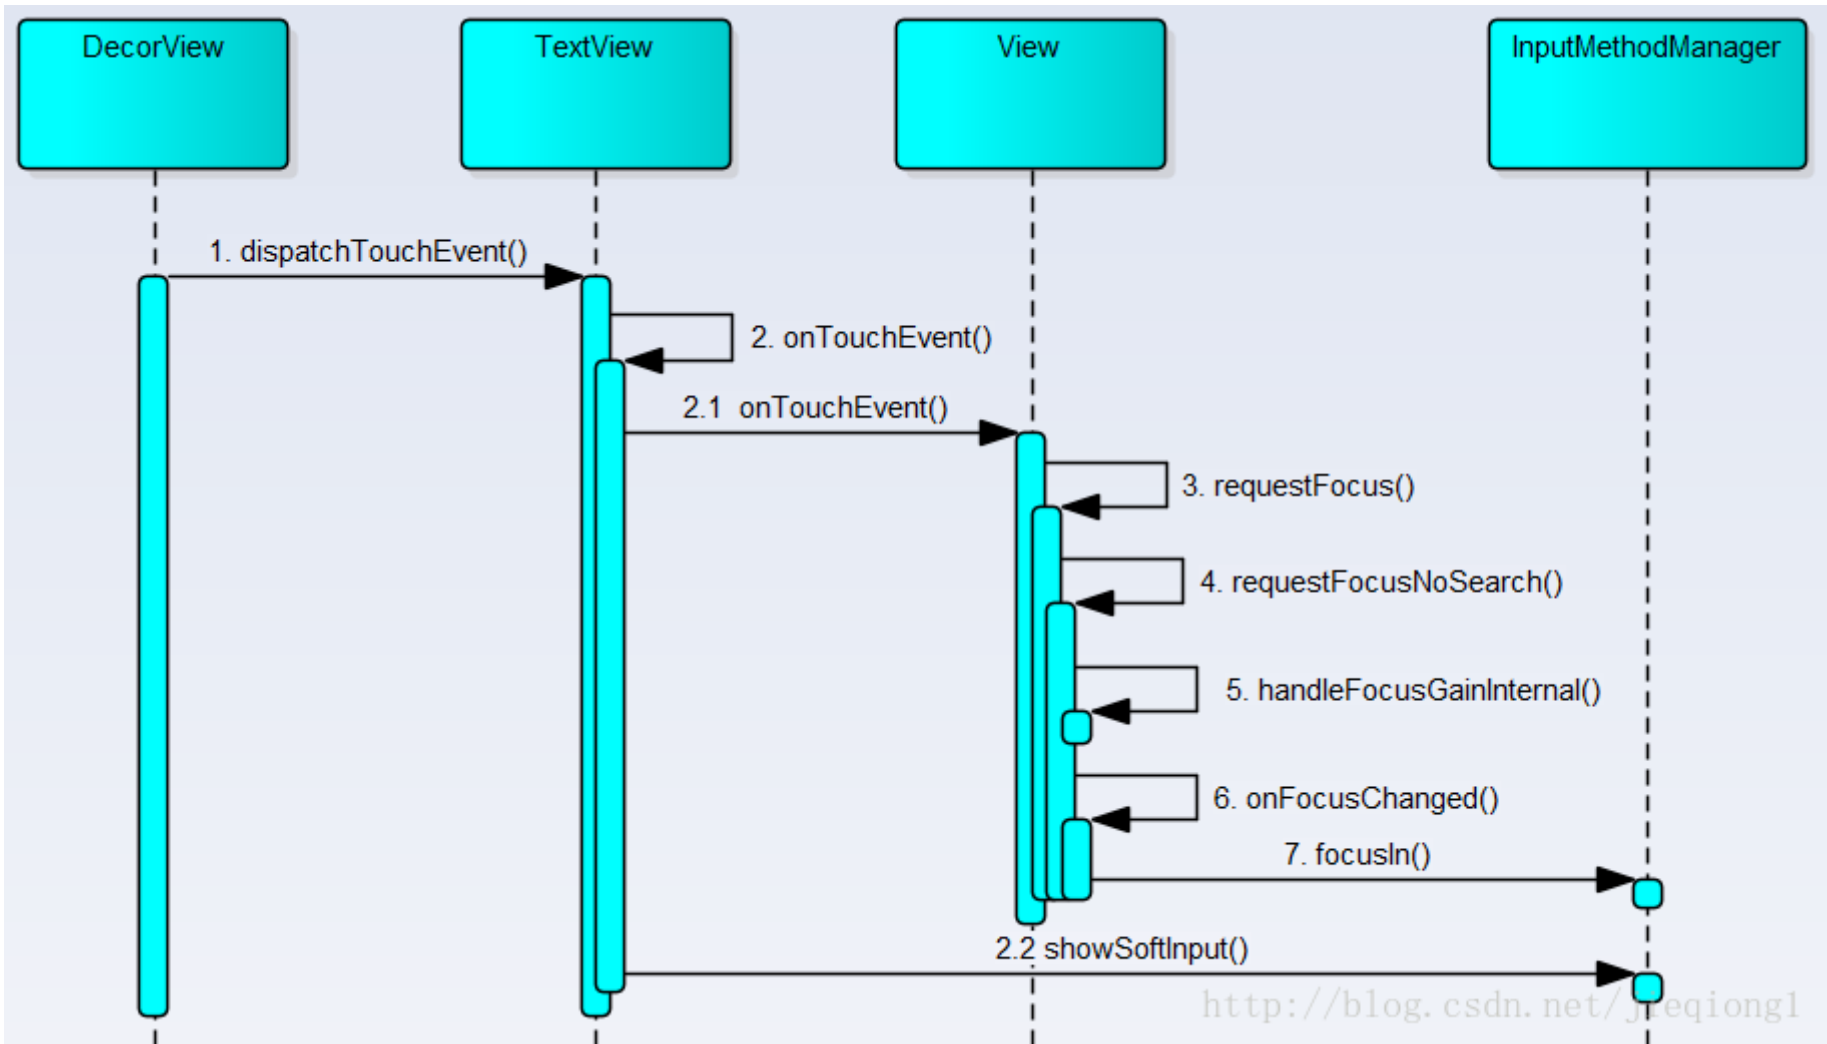 DecorView
TextView
View
InputMethodManager
1. dispatchTouchEvent()
2. onTouchEvent()
2.1 onTouchEvent()
3. requestFocus()
4. requestFocusNoSearch()
5. handleFocusGainInternal()
6. onFocusChanged()
7. focusIn()
2.2 showSoftInput()
http://blog.csdn.net/jieqiong1